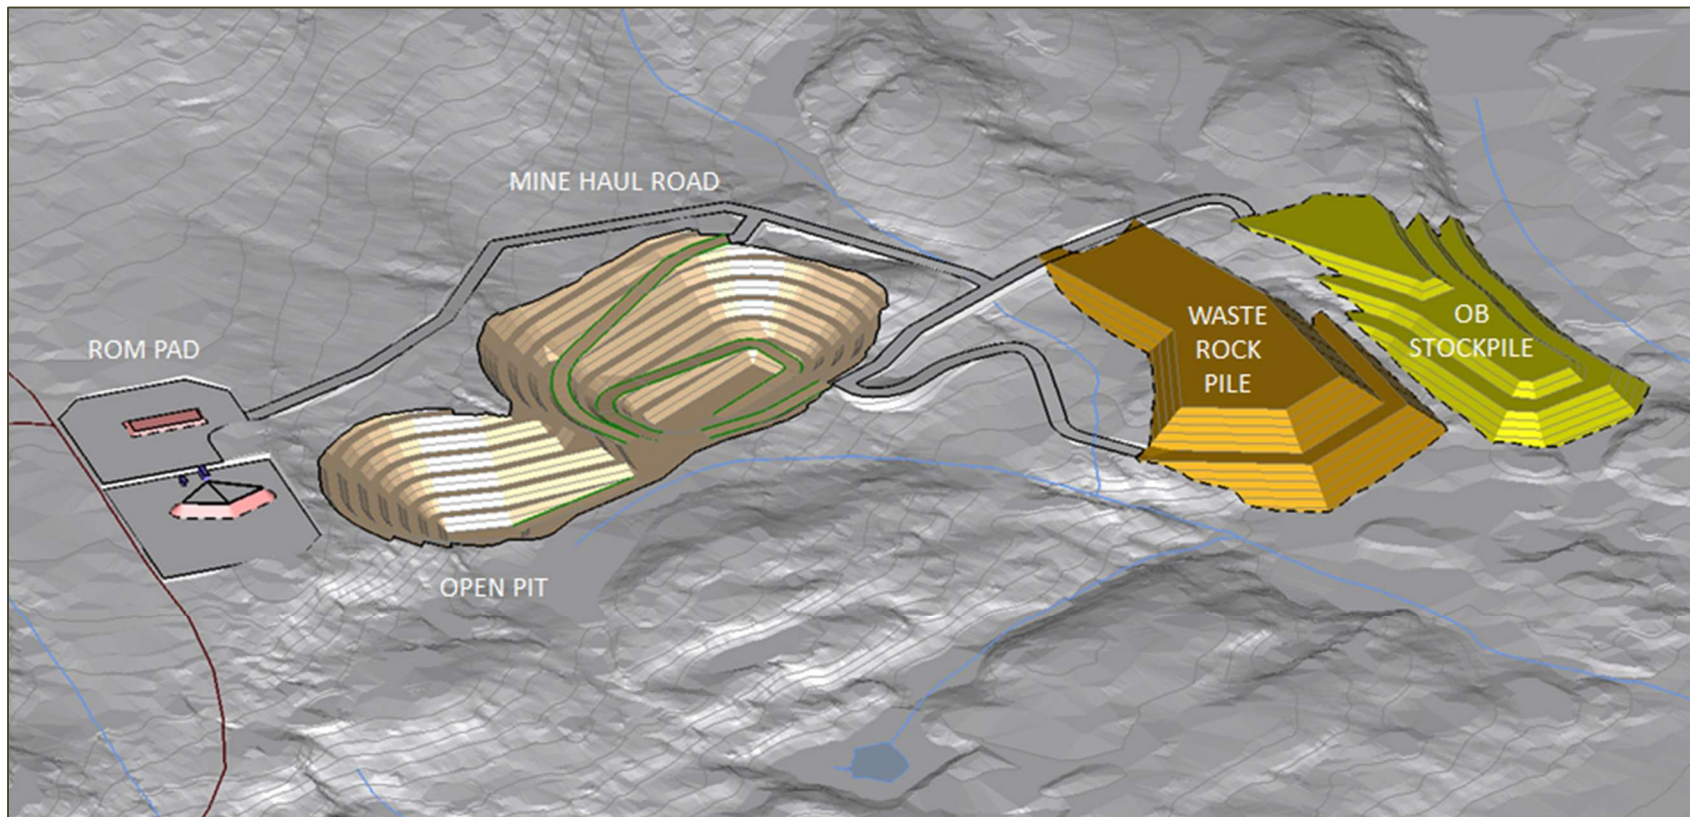 MINE HAUL ROAD
ROM PAD
WASTE
ROCK
PILE
OB
STOCKPILE
OPEN PIT